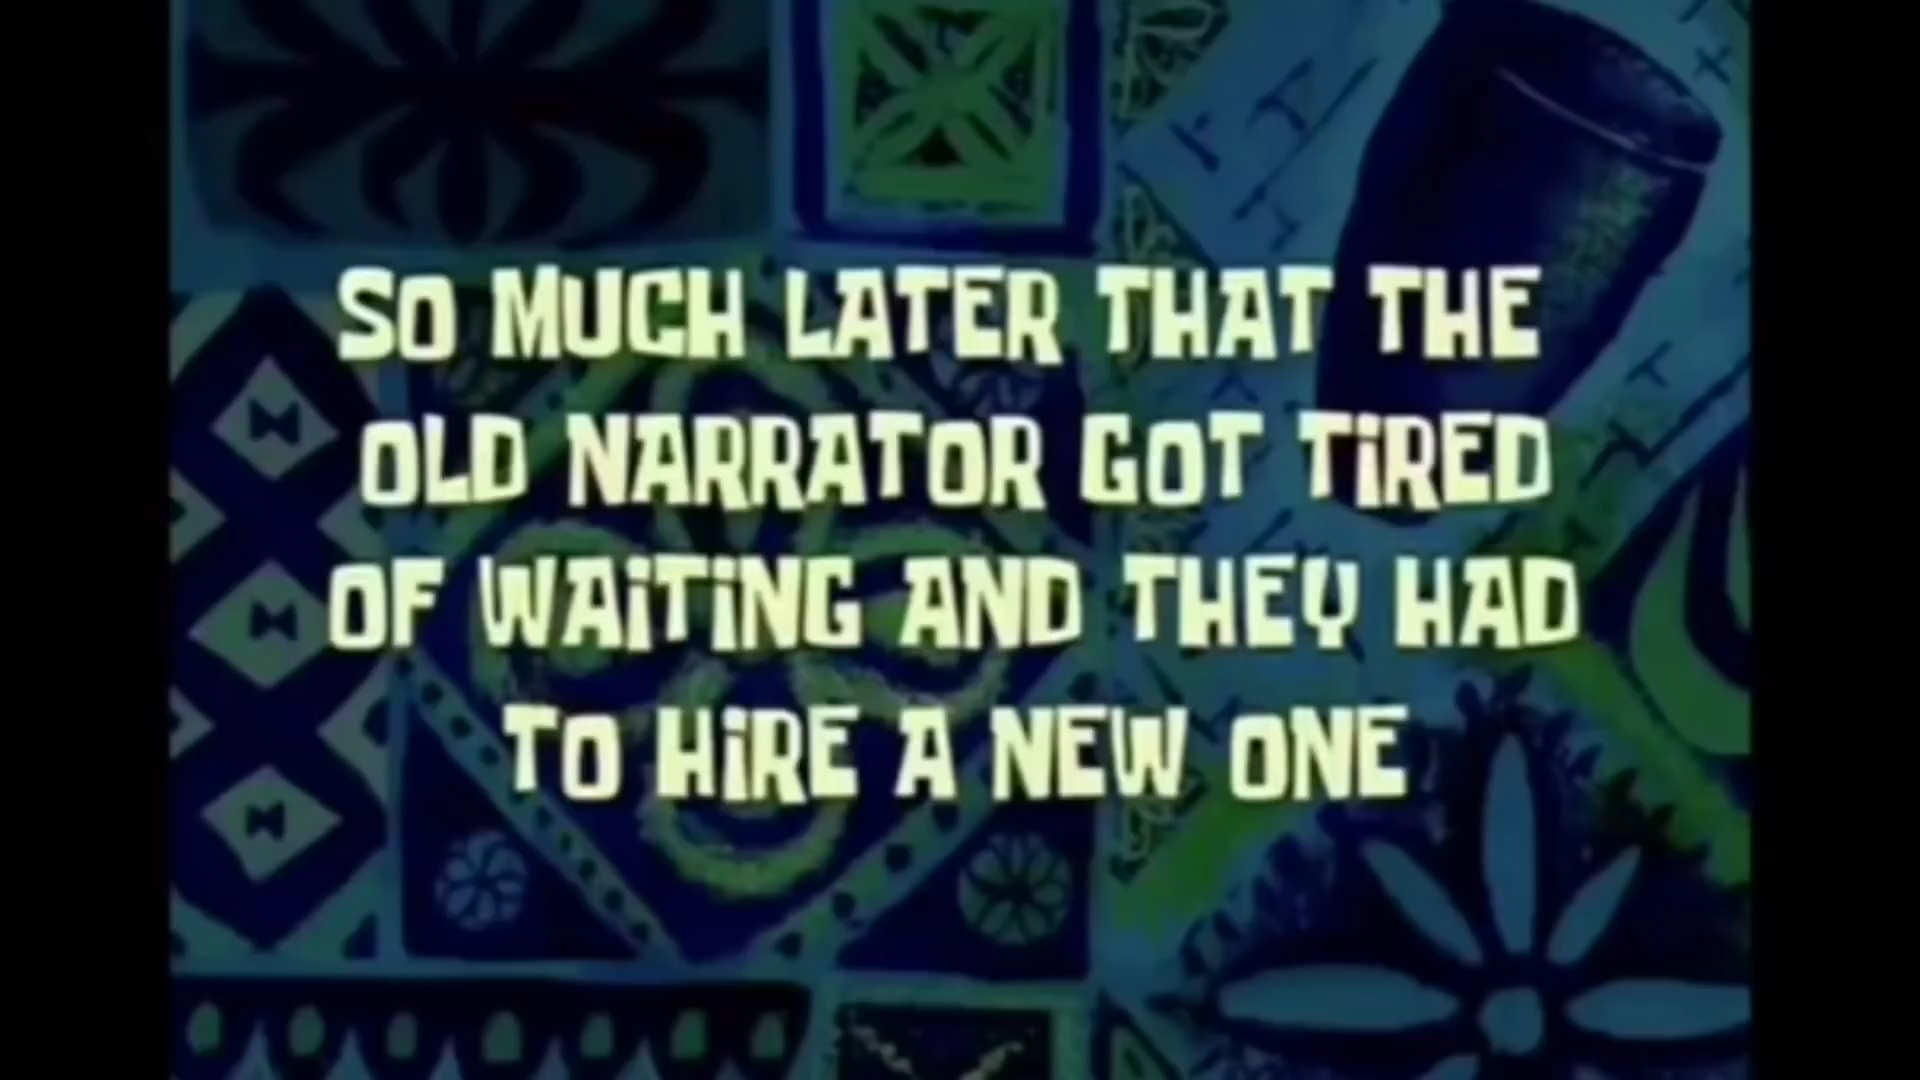 SO MUCH LATER THAT THE
OLD NARRATOR GOT TiRED
OF WAiTiNG AND THEY HAD
TO HiRE A NEW ONE